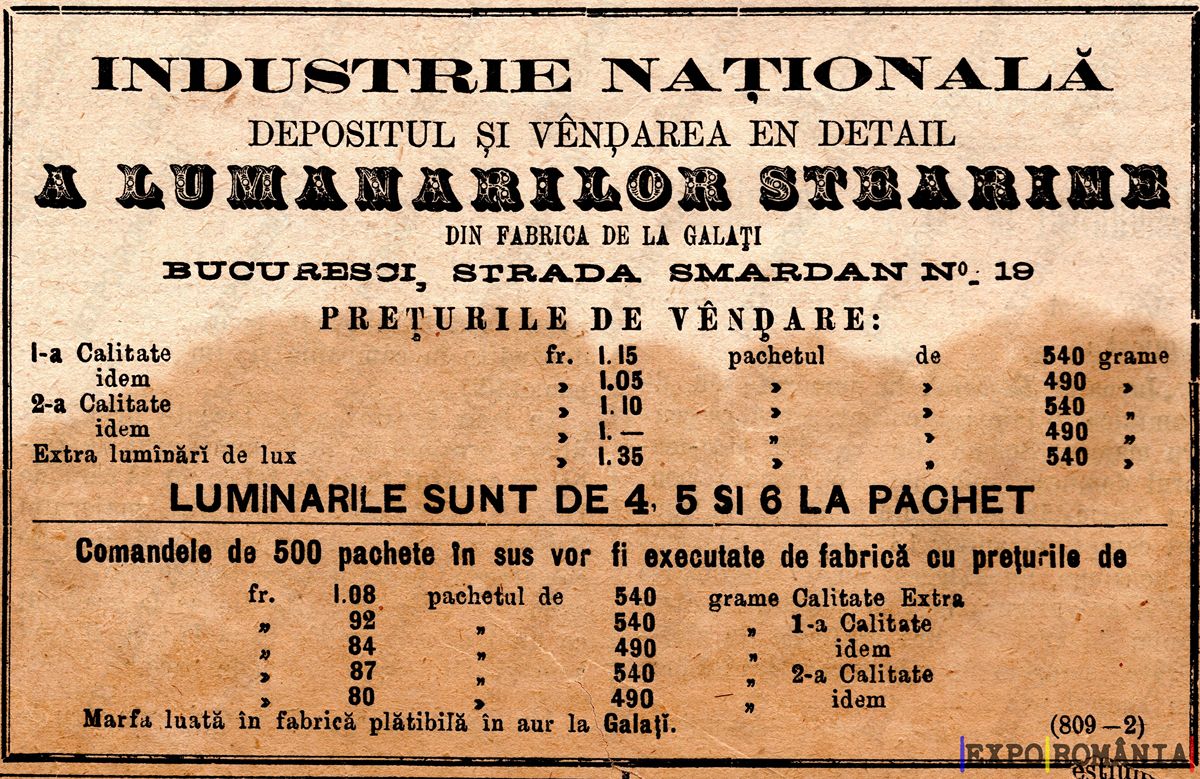 INDUSTRIE NAȚIONALĂ
DEPOSITUL ȘI VÊNḐAREA EN DETAIL
A LUMANARILOR STEARINE
DIN FABRICA DE LA GALAȚI
BUCURESCI, STRADA SMARDAN No. 19
PREȚURILE DE VÊNḐARE:
1-a Calitate fr. 1.15 pachetul de 540 grame
idem „ 1.05 „ „ 490 „
2-a Calitate „ 1.10 „ „ 540 „
idem „ 1.— „ „ 490 „
Extra lumînărĭ de lux „ 1.35 „ „ 540 „
LUMINARILE SUNT DE 4, 5 SI 6 LA PACHET
Comandele de 500 pachete în sus vor fi executate de fabrică cu prețurile de
fr. 1.08 pachetul de 540 grame Calitate Extra
„ 92 „ 540 „ 1-a Calitate
„ 84 „ 490 „ idem
„ 87 „ 540 „ 2-a Calitate
„ 80 „ 490 „ idem
Marfa luată în fabrică plătibilă în aur la Galați.
(809—2)
EXPO ROMÂNIA